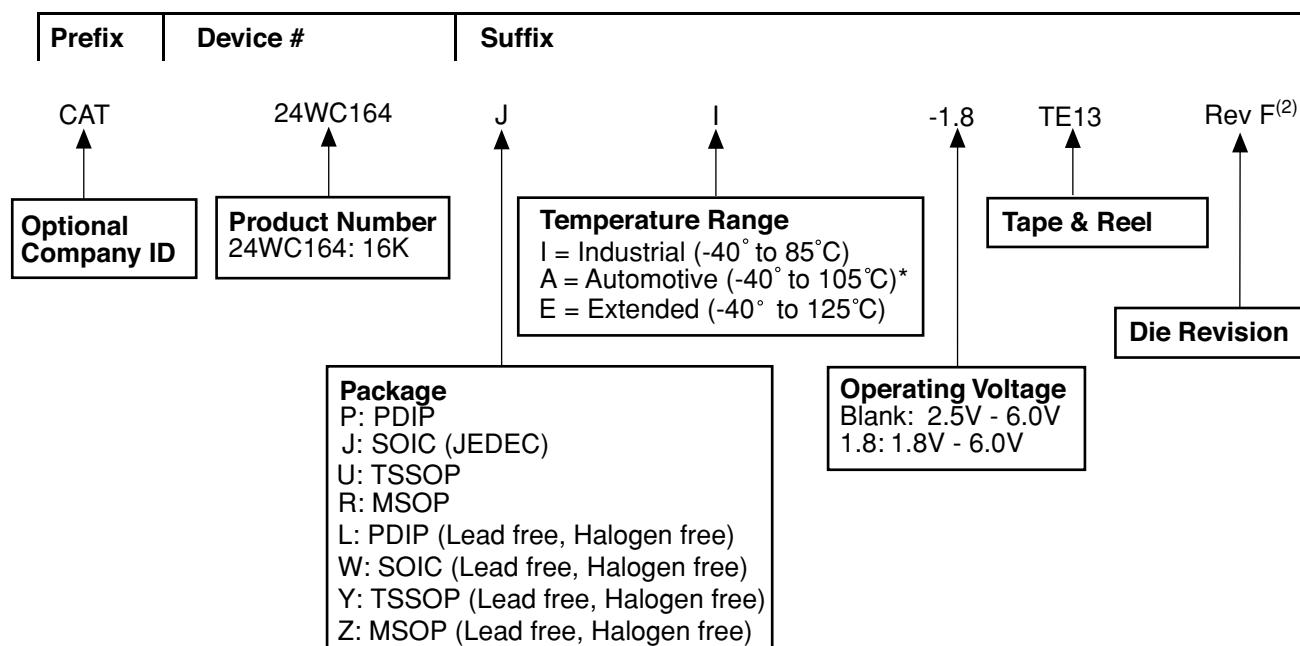 Prefix Device # Suffix
CAT 24WC164 J I -1.8 TE13 Rev F(2)
Optional
Company ID
Product Number
24WC164: 16K
Temperature Range
I = Industrial (-40˚ to 85˚C)
A = Automotive (-40˚ to 105˚C)*
E = Extended (-40° to 125˚C)
Tape & Reel
Die Revision
Package
P: PDIP
J: SOIC (JEDEC)
U: TSSOP
R: MSOP
L: PDIP (Lead free, Halogen free)
W: SOIC (Lead free, Halogen free)
Y: TSSOP (Lead free, Halogen free)
Z: MSOP (Lead free, Halogen free)
Operating Voltage
Blank: 2.5V - 6.0V
1.8: 1.8V - 6.0V